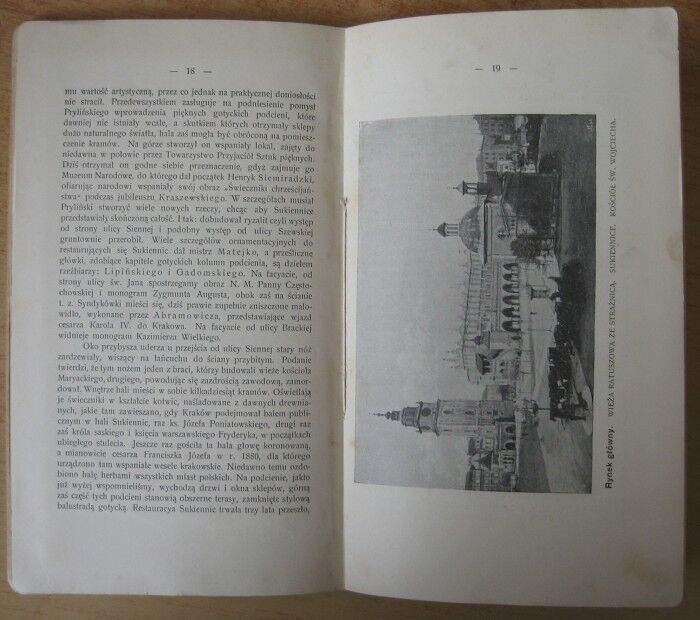 — 18 —
mu wartość artystyczną, przez co jednak na praktycznej doniosłości
nie stracił. Przedewszystkiem zasługuje na podniesienie pomysł
Prylińskiego wprowadzenia pięknych gotyckich podcieni, które
dawniej nie istniały wcale, a skutkiem których otrzymały sklepy
dużo naturalnego światła, hala zaś mogła być obróconą na pomiesz-
czenie kramów. Na górze stworzył on wspaniały lokal, zajęty do
niedawna w połowie przez Towarzystwo Przyjaciół Sztuk pięknych.
Dziś otrzymał on godne siebie przeznaczenie, gdyż zajmuje go
Muzeum Narodowe, do którego dał początek Henryk Siemiradzki,
ofiarując narodowi wspaniały swój obraz „Świeczniki chrześcijań-
stwa" podczas jubileuszu Kraszewskiego. W szczegółach musiał
Pryliński stworzyć wiele nowych rzeczy, chcąc aby Sukiennice
przedstawiały skończoną całość. I tak: dobudował ryzalit czyli występ
od strony ulicy Siennej i podobny występ od ulicy Szewskiej
gruntownie przerobił. Wiele szczegółów ornamentacyjnych do
restaurujących się Sukiennic dał mistrz Matejko, a prześliczne
główki, zdobiące kapitele gotyckich kolumn podcienia, są dziełem
rzeźbiarzy: Lipińskiego i Gadomskiego. Na facyacie, od
strony ulicy św. Jana spostrzegamy obraz N. M. Panny Często-
chowskiej i monogram Zygmunta Augusta, obok zaś na ścianie
t. z. Syndykówki mieści się, dziś prawie zupełnie zniszczone malo-
widło, wykonane przez Abramowicza, przedstawiające wjazd
cesarza Karola IV. do Krakowa. Na facyacie od ulicy Brackiej
widnieje monogram Kazimierza Wielkiego.
Oko przybysza uderza u przejścia od ulicy Siennej stary nóż
zardzewiały, wiszący na łańcuchu do ściany przybitym. Podanie
twierdzi, że tym nożem jeden z braci, którzy budowali wieże kościoła
Maryackiego, drugiego, powodując się zazdrością zawodową, zamor-
dował. Wnętrze hali mieści w sobie kilkadziesiąt kramów. Oświetlają
je świeczniki w kształcie kotwic, naśladowane z dawnych drewnia-
nych, jakie tam zawieszano, gdy Kraków podejmował balem publi-
cznym w hali Sukiennic, raz ks. Józefa Poniatowskiego, drugi raz
zaś króla saskiego i księcia warszawskiego Fryderyka, w początkach
ubiegłego stulecia. Jeszcze raz gościła ta hala głowę koronowaną,
a mianowicie cesarza Franciszka Józefa w r. 1880, dla którego
urządzono tam wspaniałe wesele krakowskie. Niedawno temu ozdo-
biono halę herbami wszystkich miast polskich. Na podcienie, jakto
już wyżej wspomnieliśmy, wychodzą drzwi i okna sklepów, górną
zaś część tych podcieni stanowią obszerne terasy, zamknięte stylową
balustradą gotycką. Restauracya Sukiennic trwała trzy lata przeszło,
— 19 —
Rynek główny. WIEŻA RATUSZOWA ZE STRAŻNICĄ. SUKIENNICE. KOŚCIÓŁ ŚW. WOJCIECHA.